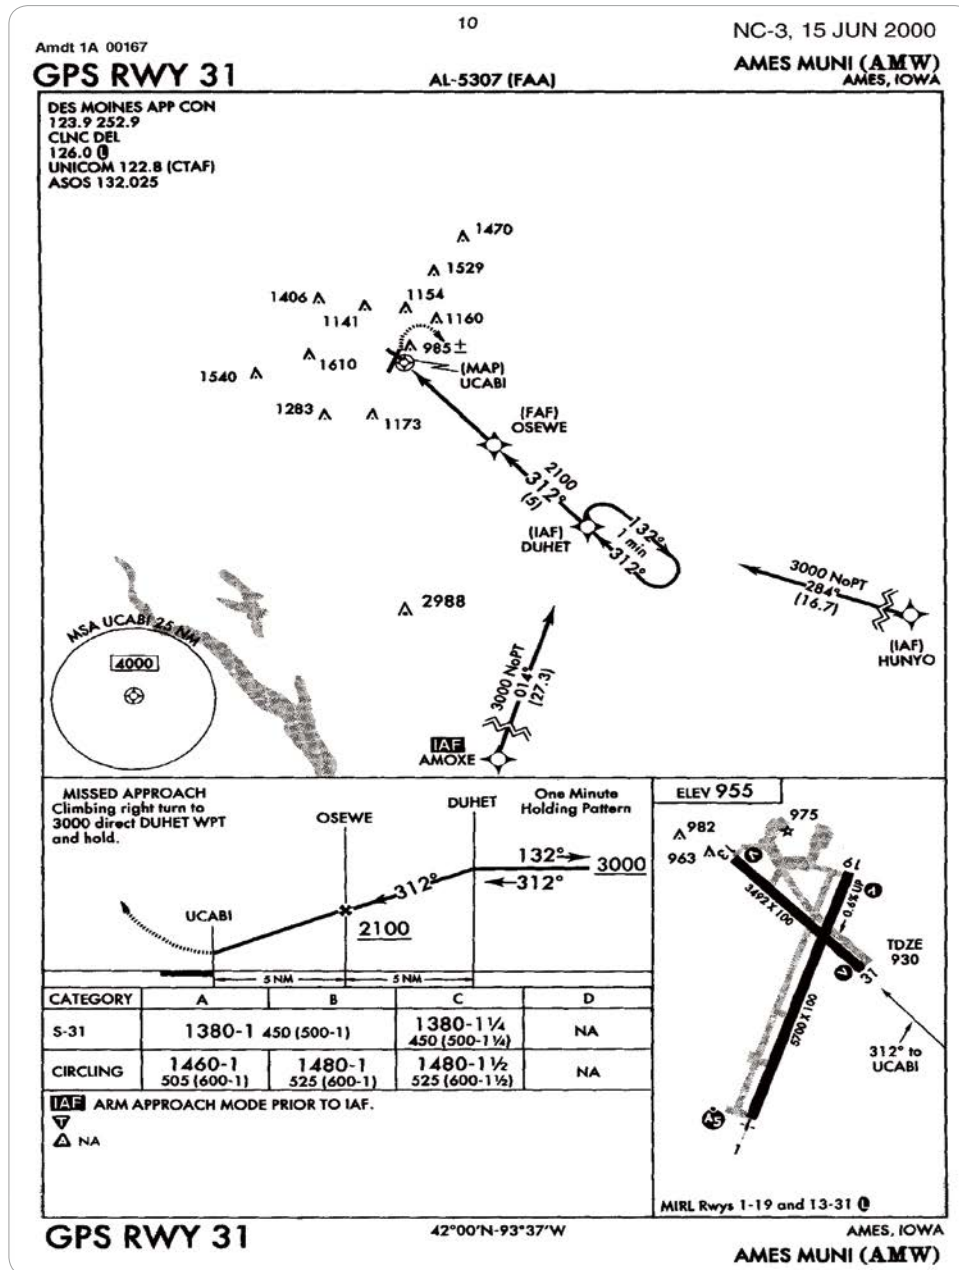 10
NC-3, 15 JUN 2000
Amdt 1A 00167
GPS RWY 31
AL-5307 (FAA)
AMES MUNI (AMW)
AMES, IOWA
DES MOINES APP CON
123.9 252.9
CLNC DEL
126.0 L
UNICOM 122.8 (CTAF)
ASOS 132.025
1470
1529
1406
1154
1141
1160
985±
1610
1540
(MAP)
UCABI
1283
1173
(FAF)
OSEWE
2100
312°
(5)
(IAF)
DUHET
132°
1 min
312°
3000 NoPT
284°
(16.7)
(IAF)
HUNYO
2988
MSA UCABI 25 NM
4000
3000 NoPT
014°
(27.3)
IAF
AMOXE
MISSED APPROACH
Climbing right turn to
3000 direct DUHET WPT
and hold.
OSEWE
DUHET
One Minute
Holding Pattern
132°
3000
312°
312°
2100
UCABI
5 NM
5 NM
CATEGORY A B C D
S-31 1380-1 450 (500-1) 1380-1¼ 450 (500-1¼) NA
CIRCLING 1460-1 505 (600-1) 1480-1 525 (600-1) 1480-1½ 525 (600-1½) NA
IAF ARM APPROACH MODE PRIOR TO IAF.
T
A NA
ELEV 955
982
975
963
13
V
19
V
3492 X 100
0.6% UP
TDZE
930
V
31
5700 X 100
312° to
UCABI
A5
1
MIRL Rwys 1-19 and 13-31 L
GPS RWY 31
42°00'N-93°37'W
AMES, IOWA
AMES MUNI (AMW)